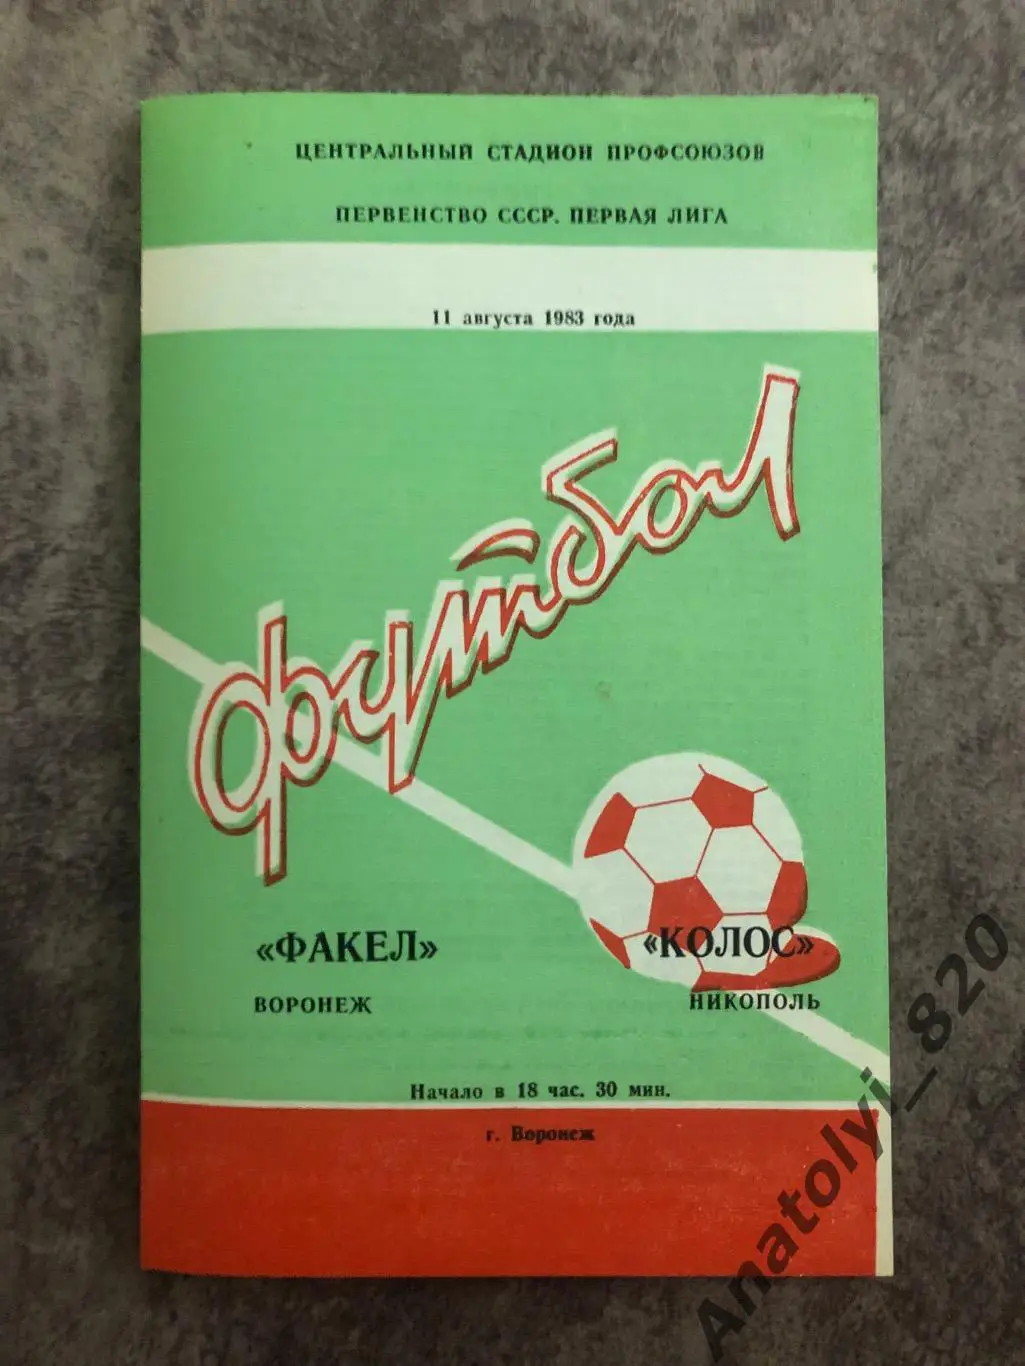 ЦЕНТРАЛЬНЫЙ СТАДИОН ПРОФСОЮЗОВ
ПЕРВЕНСТВО СССР. ПЕРВАЯ ЛИГА
11 августа 1983 года
футбол
«ФАКЕЛ» «КОЛОС»
ВОРОНЕЖ НИКОПОЛЬ
Начало в 18 час. 30 мин.
г. Воронеж
Anatolyi_820